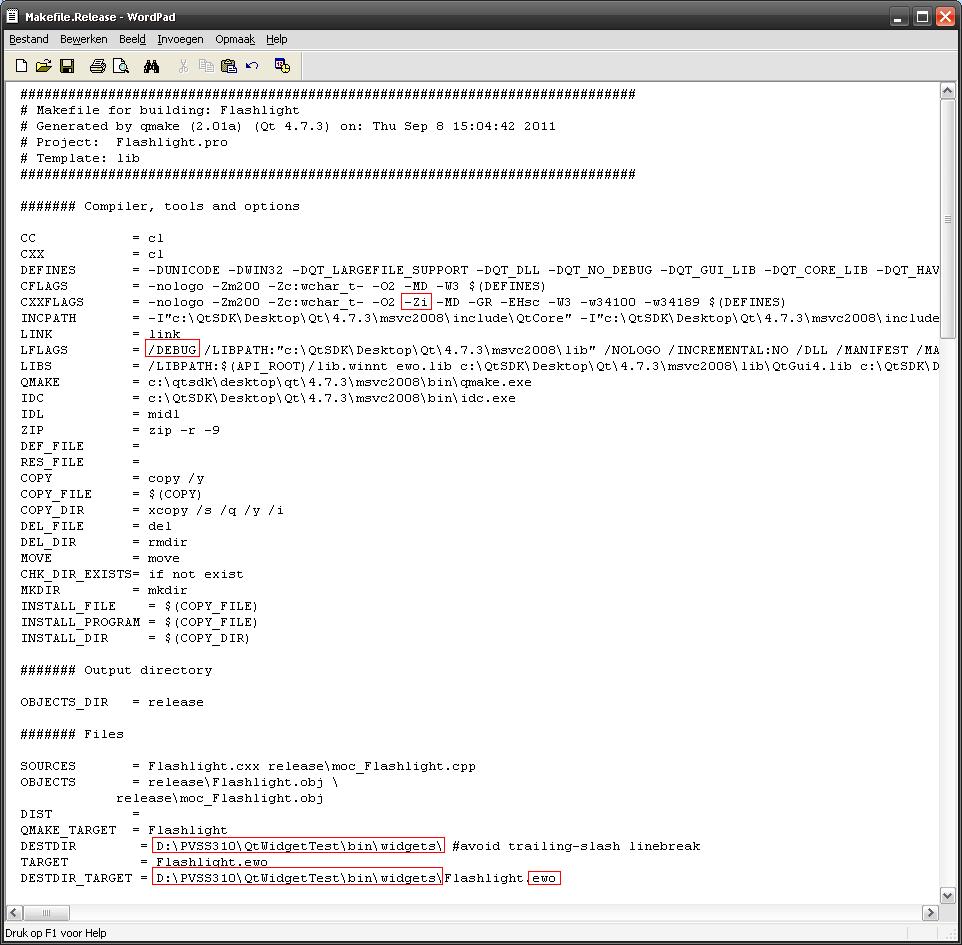 Makefile.Release - WordPad
Bestand Bewerken Beeld Invoegen Opmaak Help
############################################################################
# Makefile for building: Flashlight
# Generated by qmake (2.01a) (Qt 4.7.3) on: Thu Sep 8 15:04:42 2011
# Project:  Flashlight.pro
# Template: lib
############################################################################
####### Compiler, tools and options
CC            = cl
CXX           = cl
DEFINES       = -DUNICODE -DWIN32 -DQT_LARGEFILE_SUPPORT -DQT_DLL -DQT_NO_DEBUG -DQT_GUI_LIB -DQT_CORE_LIB -DQT_HAV
CFLAGS        = -nologo -Zm200 -Zc:wchar_t- -O2 -MD -W3 $(DEFINES)
CXXFLAGS      = -nologo -Zm200 -Zc:wchar_t- -O2 -Zi -MD -GR -EHsc -W3 -w34100 -w34189 $(DEFINES)
INCPATH       = -I"c:\QtSDK\Desktop\Qt\4.7.3\msvc2008\include\QtCore" -I"c:\QtSDK\Desktop\Qt\4.7.3\msvc2008\include
LINK          = link
LFLAGS        = /DEBUG /LIBPATH:"c:\QtSDK\Desktop\Qt\4.7.3\msvc2008\lib" /NOLOGO /INCREMENTAL:NO /DLL /MANIFEST /MA
LIBS          = /LIBPATH:$(API_ROOT)/lib.winnt ewo.lib c:\QtSDK\Desktop\Qt\4.7.3\msvc2008\lib\QtGui4.lib c:\QtSDK\D
QMAKE         = c:\qtsdk\desktop\qt\4.7.3\msvc2008\bin\qmake.exe
IDC           = c:\QtSDK\Desktop\Qt\4.7.3\msvc2008\bin\idc.exe
IDL           = midl
ZIP           = zip -r -9
DEF_FILE      =
RES_FILE      =
COPY          = copy /y
COPY_FILE     = $(COPY)
COPY_DIR      = xcopy /s /q /y /i
DEL_FILE      = del
DEL_DIR       = rmdir
MOVE          = move
CHK_DIR_EXISTS= if not exist
MKDIR         = mkdir
INSTALL_FILE    = $(COPY_FILE)
INSTALL_PROGRAM = $(COPY_FILE)
INSTALL_DIR     = $(COPY_DIR)
####### Output directory
OBJECTS_DIR   = release
####### Files
SOURCES       = Flashlight.cxx release\moc_Flashlight.cpp
OBJECTS       = release\Flashlight.obj \
release\moc_Flashlight.obj
DIST          =
QMAKE_TARGET  = Flashlight
DESTDIR        = D:\PVSS310\QtWidgetTest\bin\widgets\ #avoid trailing-slash linebreak
TARGET         = Flashlight.ewo
DESTDIR_TARGET = D:\PVSS310\QtWidgetTest\bin\widgets\Flashlight.ewo
Druk op F1 voor Help